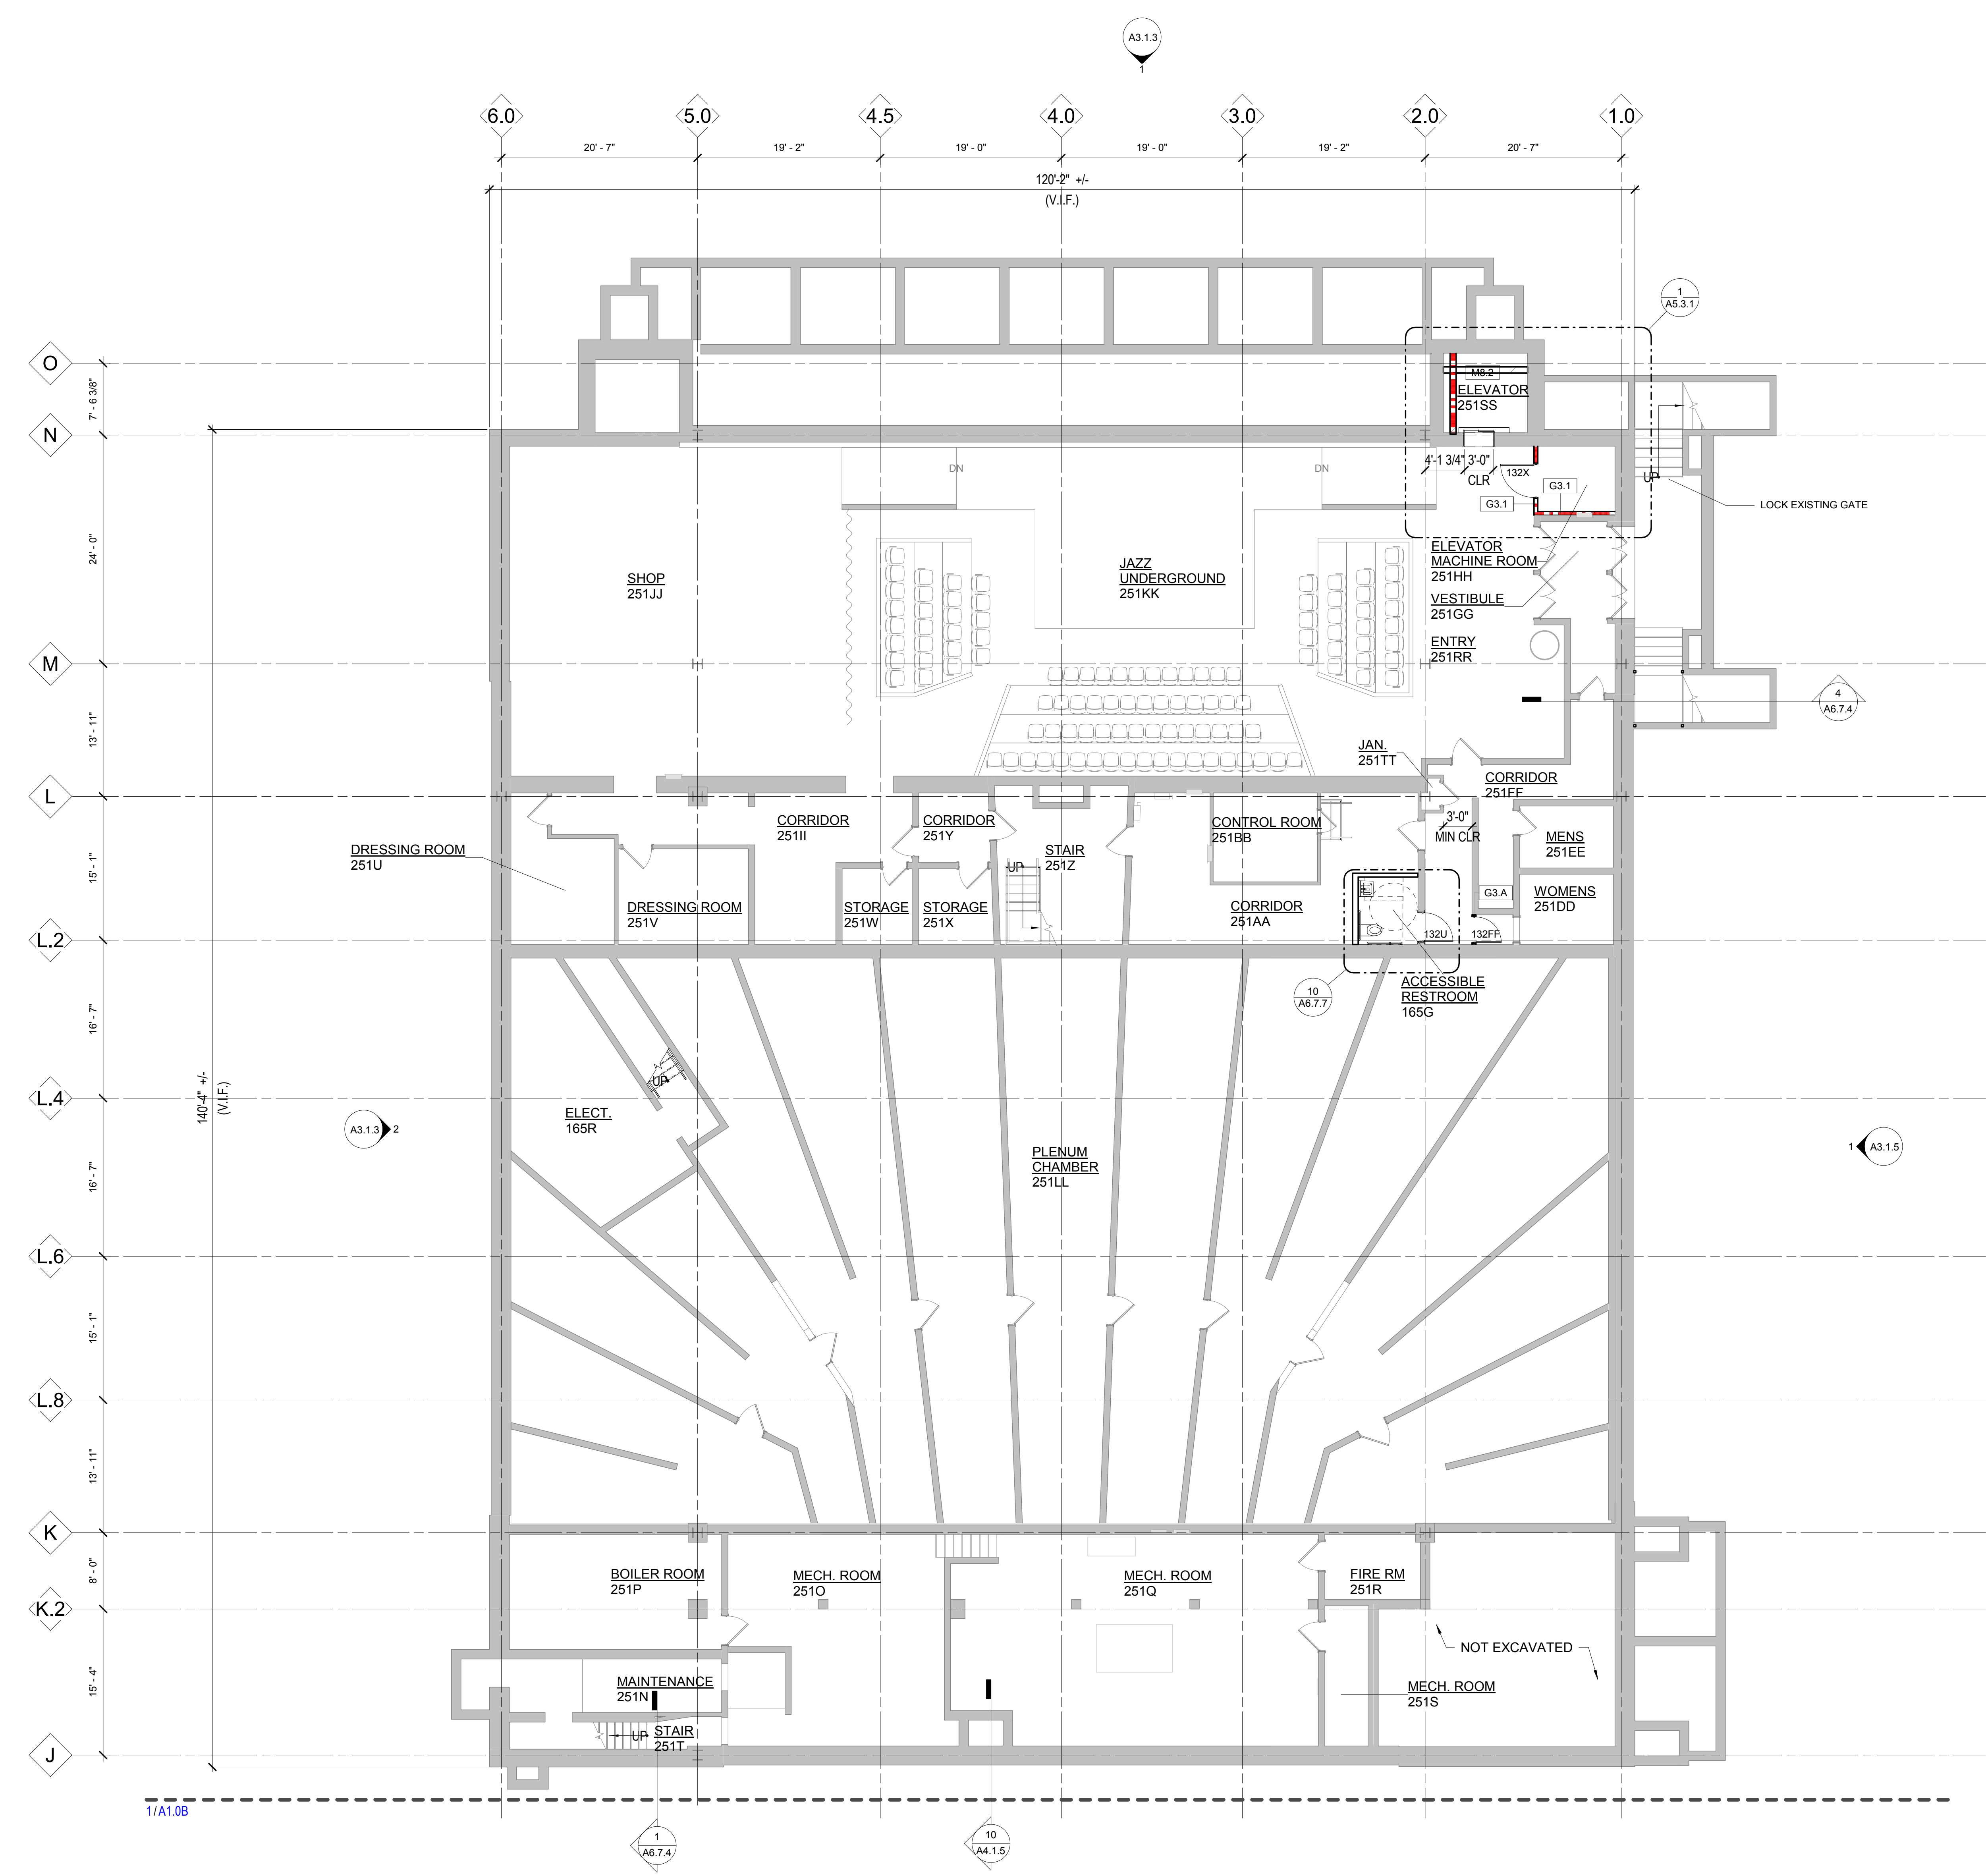 A3.1.3
1
6.0
5.0
4.5
4.0
3.0
2.0
1.0
20' - 7"
19' - 2"
19' - 0"
19' - 0"
19' - 2"
20' - 7"
120'-2" +/-
(V.I.F.)
1
A5.3.1
O
7' - 6 3/8"
N
24' - 0"
M
13' - 11"
L
15' - 1"
L.2
16' - 7"
L.4
16' - 7"
L.6
15' - 1"
L.8
13' - 11"
K
8' - 0"
K.2
15' - 4"
J
140'-4" +/-
(V.I.F.)
M8.2
ELEVATOR
251SS
DN
DN
4'-1 3/4"
3'-0"
CLR
132X
G3.1
G3.1
UP
LOCK EXISTING GATE
SHOP
251JJ
JAZZ
UNDERGROUND
251KK
ELEVATOR
MACHINE ROOM
251HH
VESTIBULE
251GG
ENTRY
251RR
4
A6.7.4
JAN.
251TT
CORRIDOR
251FF
3'-0"
MIN CLR
MENS
251EE
WOMENS
251DD
G3.A
132U
132FF
DRESSING ROOM
251U
DRESSING ROOM
251V
CORRIDOR
251II
CORRIDOR
251Y
STORAGE
251W
STORAGE
251X
UP
STAIR
251Z
CONTROL ROOM
251BB
CORRIDOR
251AA
10
A6.7.7
ACCESSIBLE
RESTROOM
165G
UP
ELECT.
165R
A3.1.3
2
PLENUM
CHAMBER
251LL
1
A3.1.5
BOILER ROOM
251P
MECH. ROOM
251O
MECH. ROOM
251Q
FIRE RM
251R
NOT EXCAVATED
MAINTENANCE
251N
MECH. ROOM
251S
UP
STAIR
251T
1/A1.0B
1
A6.7.4
10
A4.1.5